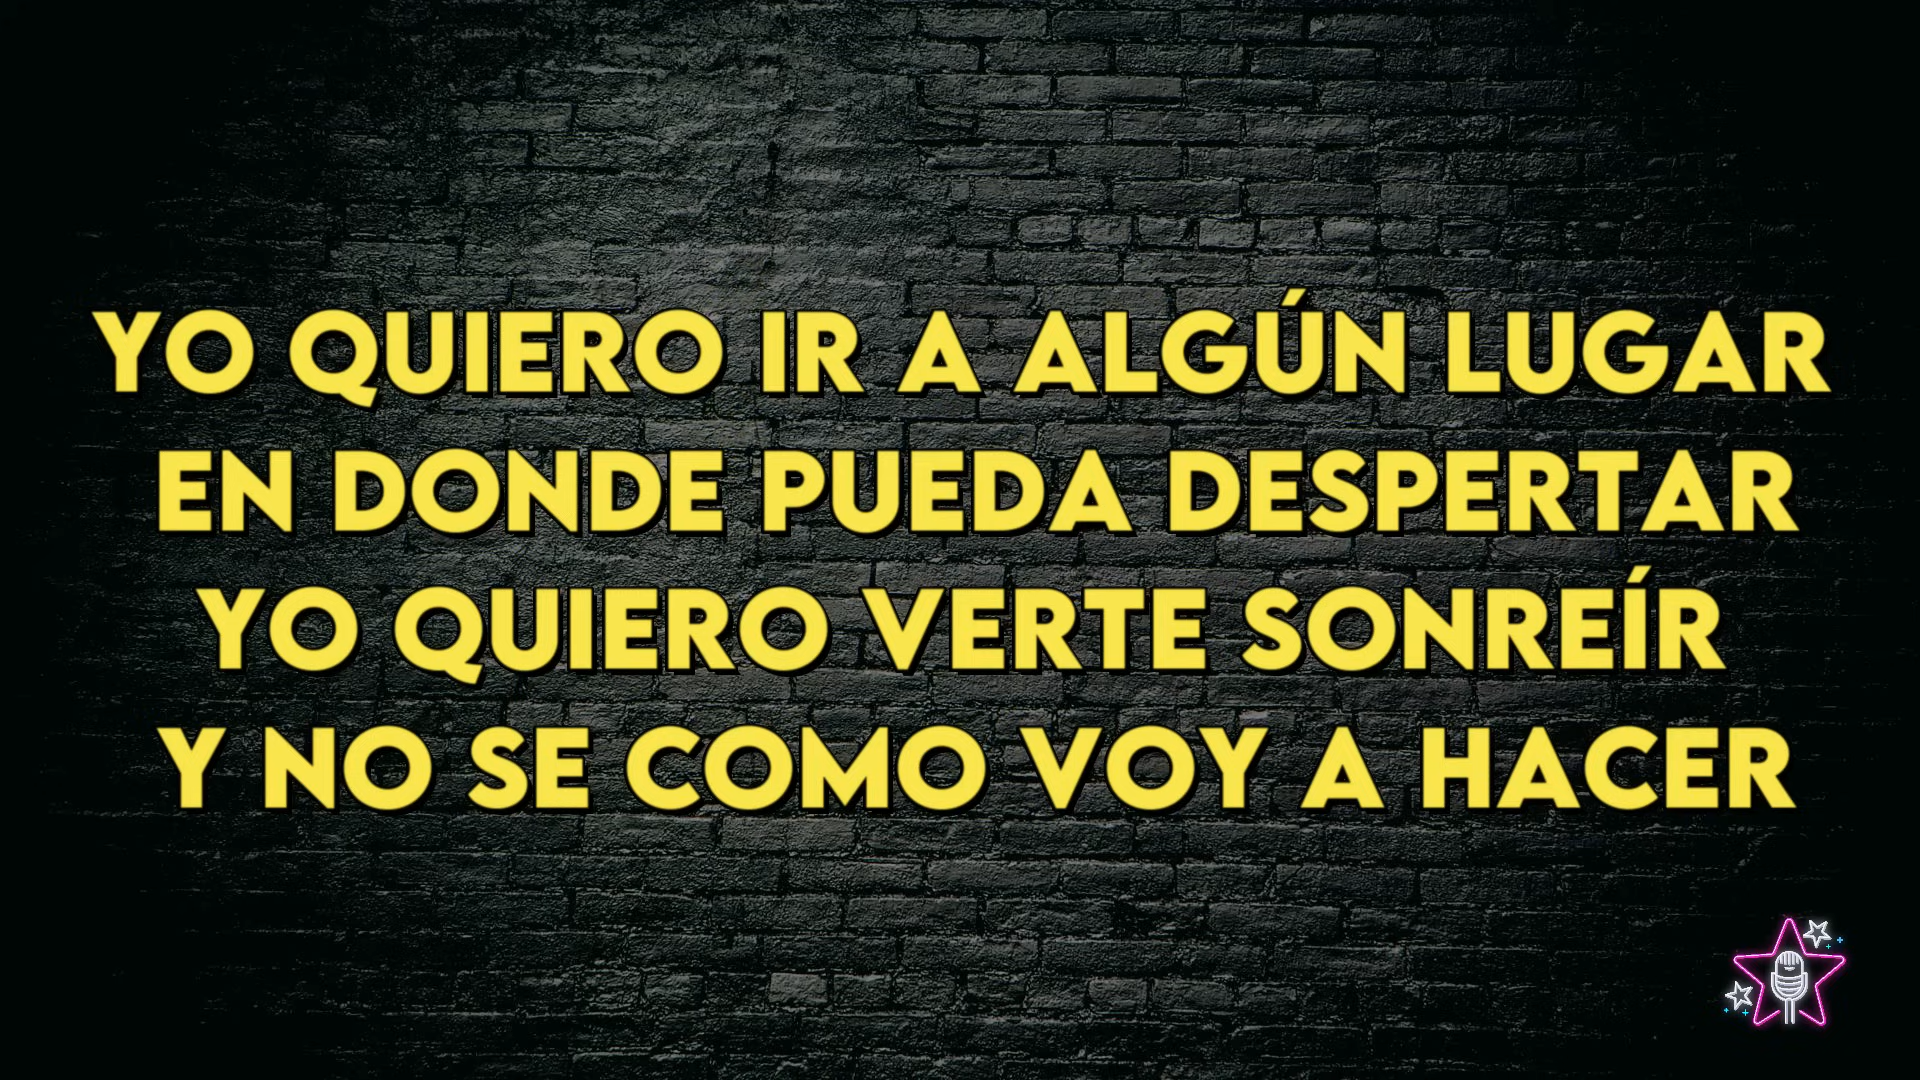 YO QUIERO IR A ALGÚN LUGAR
EN DONDE PUEDA DESPERTAR
YO QUIERO VERTE SONREÍR
Y NO SE COMO VOY A HACER